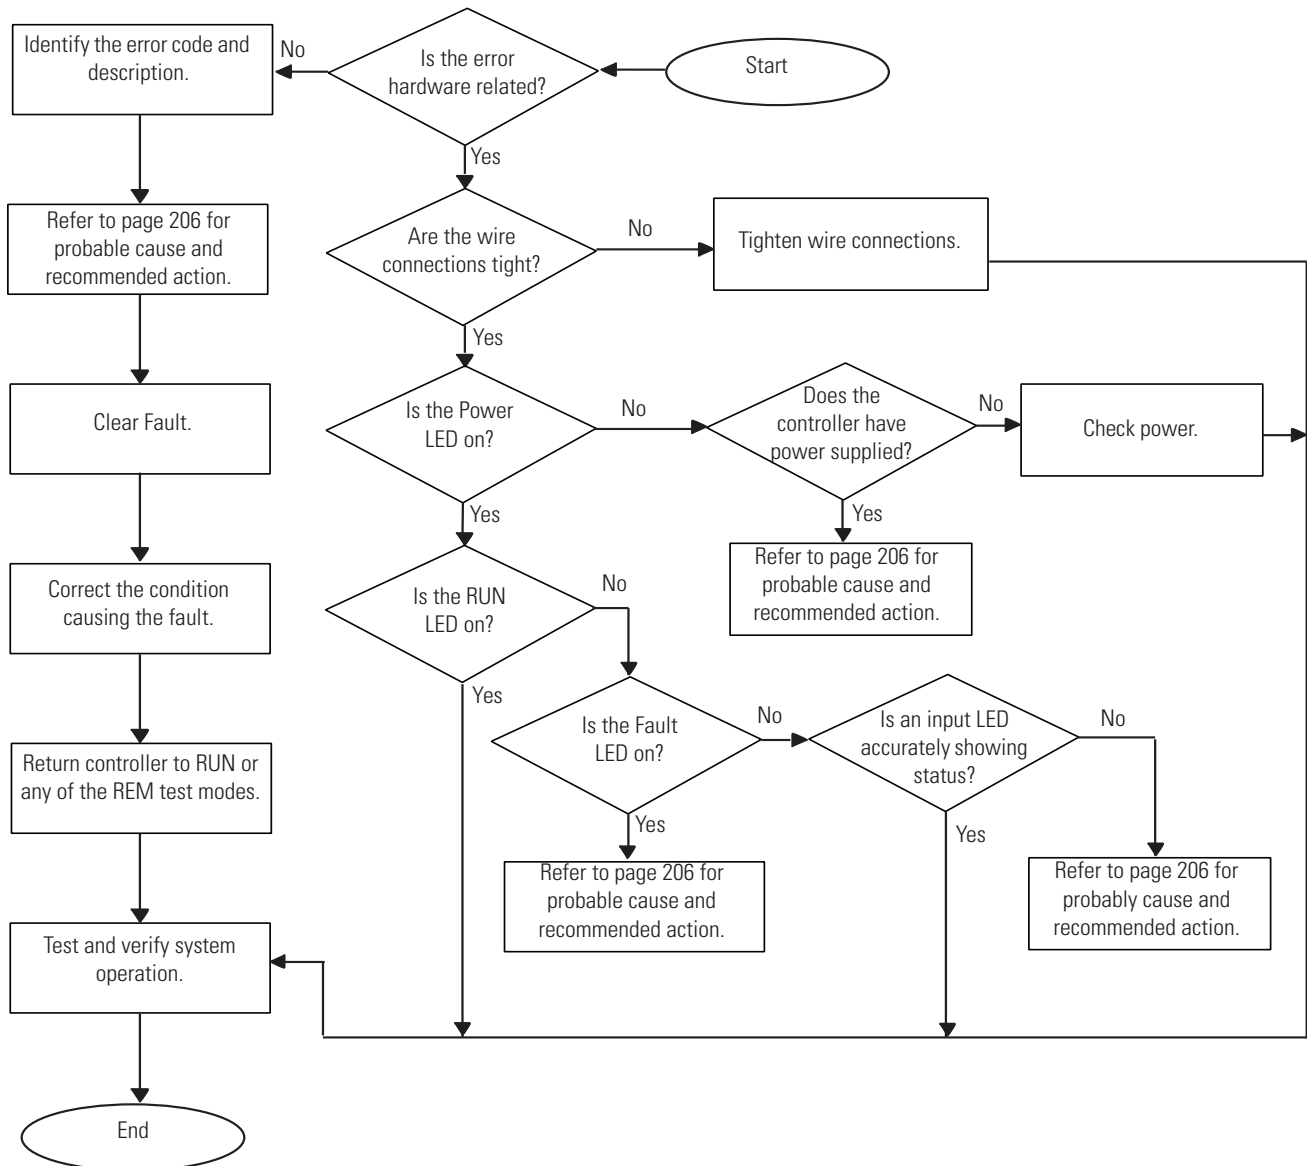 Start
Is the error
hardware related?
No
Identify the error code and
description.
Yes
Refer to page 206 for
probable cause and
recommended action.
Are the wire
connections tight?
No
Tighten wire connections.
Yes
Clear Fault.
Is the Power
LED on?
No
Does the
controller have
power supplied?
No
Check power.
Yes
Yes
Refer to page 206 for
probable cause and
recommended action.
Correct the condition
causing the fault.
Is the RUN
LED on?
No
Yes
Return controller to RUN or
any of the REM test modes.
Is the Fault
LED on?
No
Is an input LED
accurately showing
status?
No
Yes
Yes
Refer to page 206 for
probable cause and
recommended action.
Refer to page 206 for
probably cause and
recommended action.
Test and verify system
operation.
End